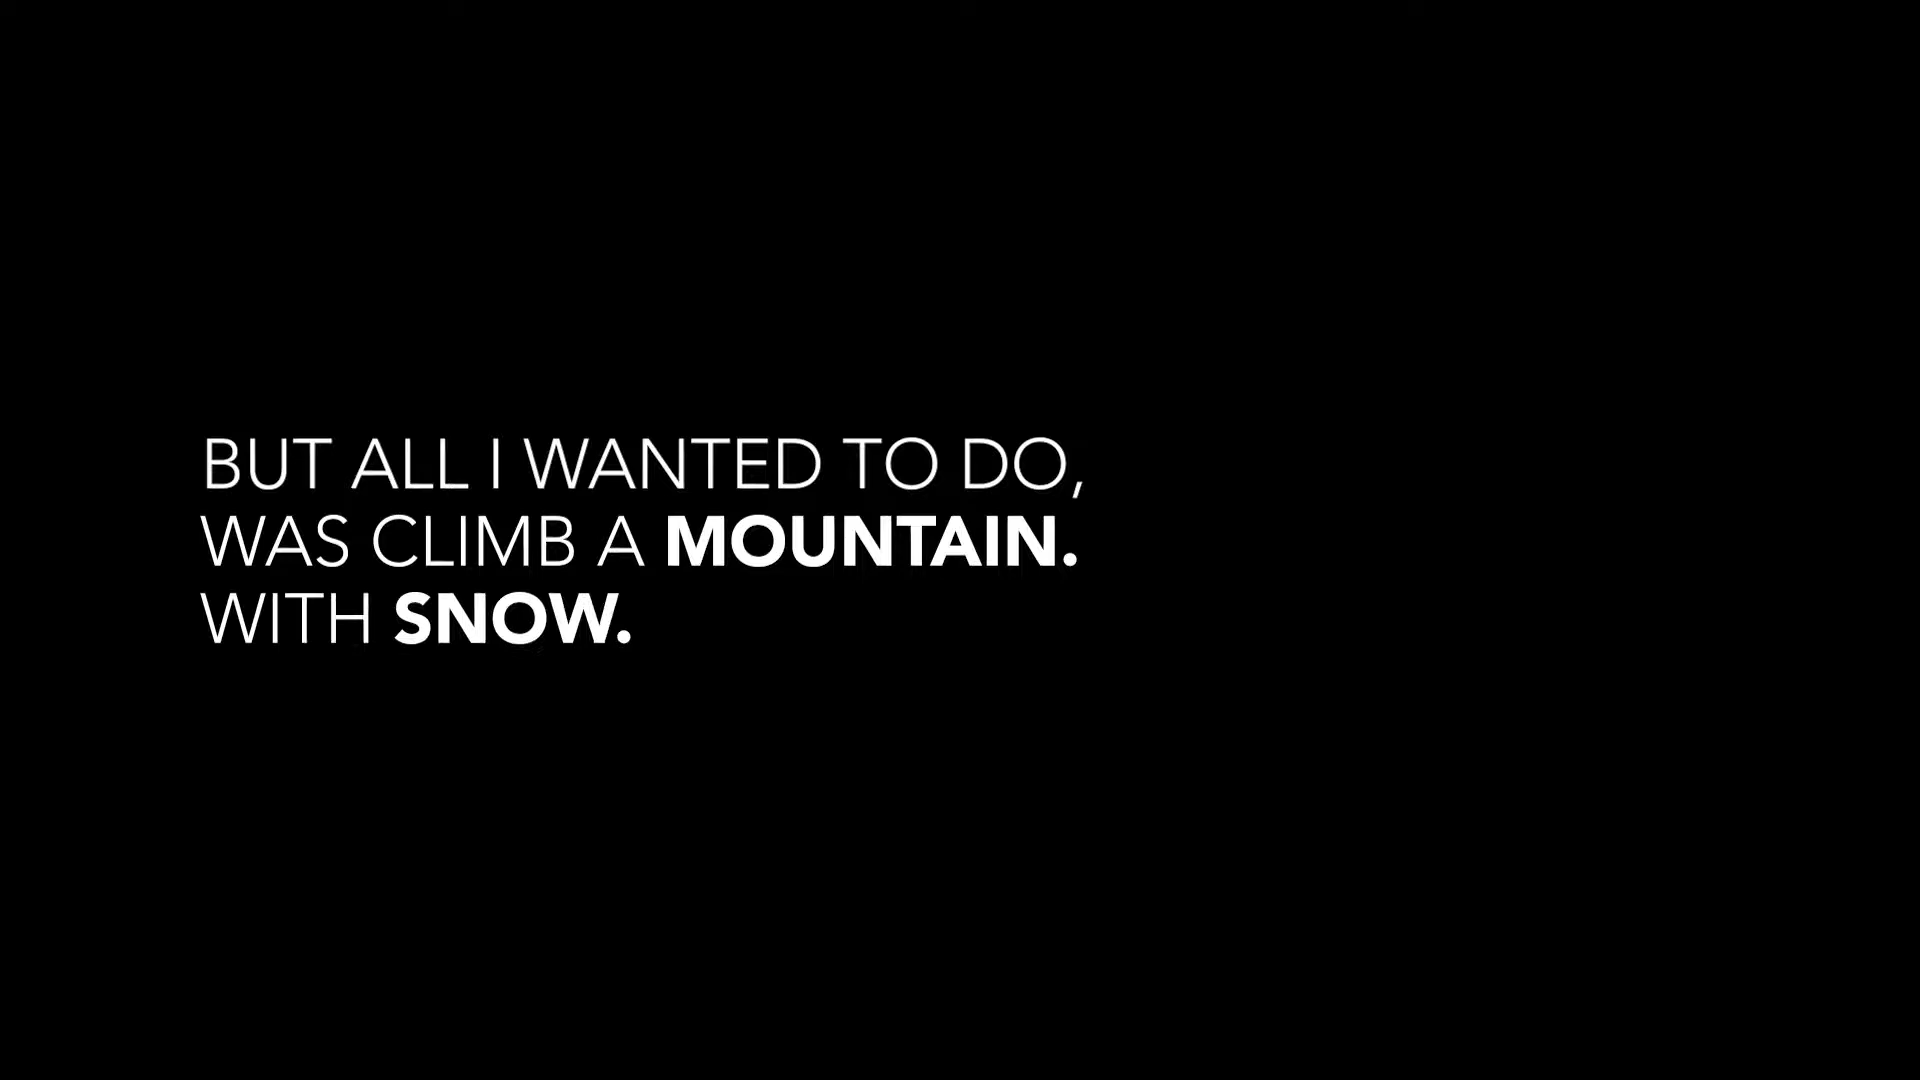 BUT ALL I WANTED TO DO,
WAS CLIMB A MOUNTAIN.
WITH SNOW.